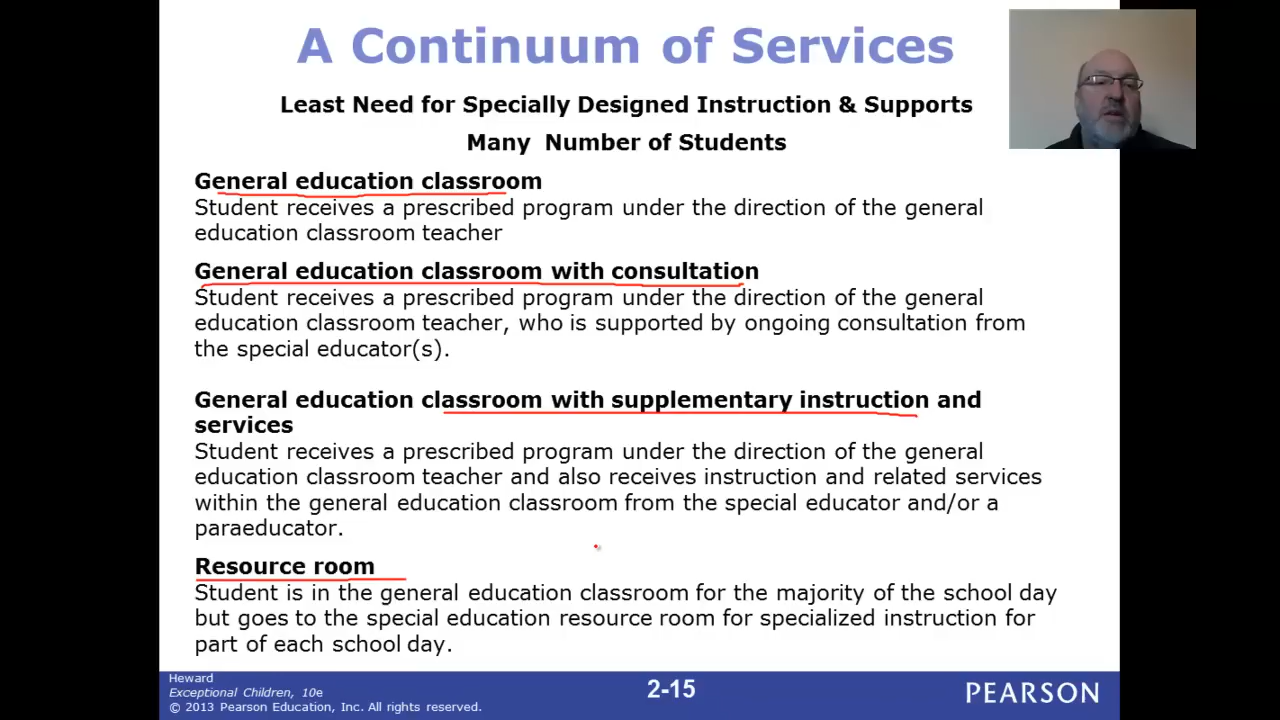 A Continuum of Services
Least Need for Specially Designed Instruction & Supports
Many Number of Students
General education classroom
Student receives a prescribed program under the direction of the general
education classroom teacher
General education classroom with consultation
Student receives a prescribed program under the direction of the general
education classroom teacher, who is supported by ongoing consultation from
the special educator(s).
General education classroom with supplementary instruction and
services
Student receives a prescribed program under the direction of the general
education classroom teacher and also receives instruction and related services
within the general education classroom from the special educator and/or a
paraeducator.
Resource room
Student is in the general education classroom for the majority of the school day
but goes to the special education resource room for specialized instruction for
part of each school day.
Heward
Exceptional Children, 10e
© 2013 Pearson Education, Inc. All rights reserved.
2-15
PEARSON